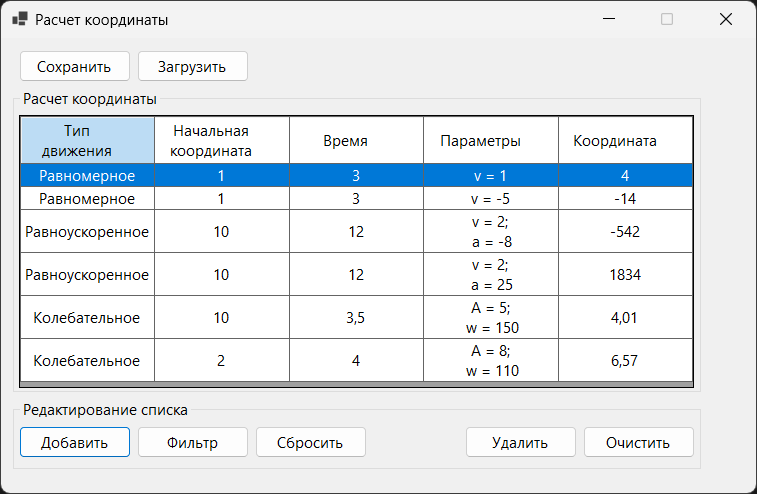 Расчет координаты
Сохранить Загрузить
Расчет координаты
Тип движения Начальная координата Время Параметры Координата
Равномерное 1 3 v = 1 4
Равномерное 1 3 v = -5 -14
Равноускоренное 10 12 v = 2; a = -8 -542
Равноускоренное 10 12 v = 2; a = 25 1834
Колебательное 10 3,5 A = 5; w = 150 4,01
Колебательное 2 4 A = 8; w = 110 6,57
Редактирование списка
Добавить Фильтр Сбросить Удалить Очистить